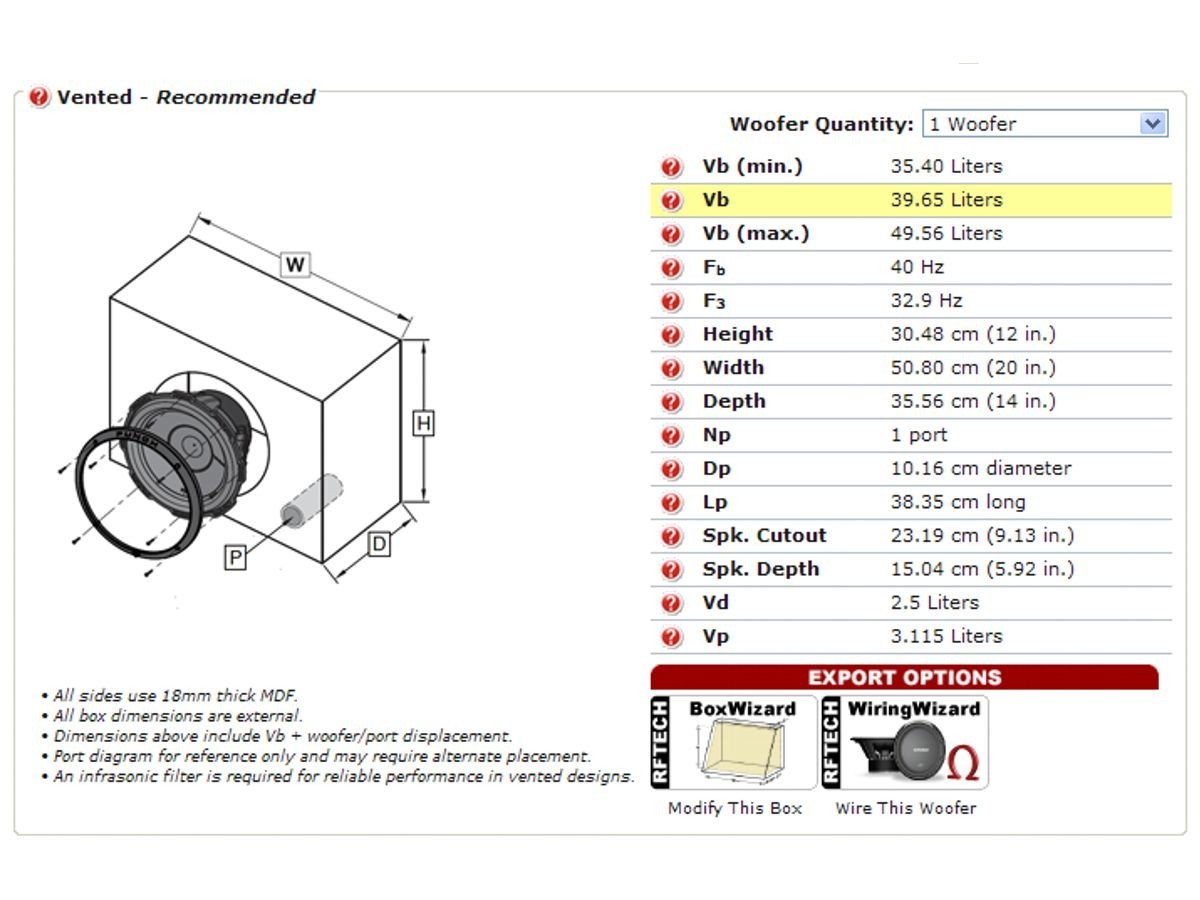 Vented - Recommended
Woofer Quantity: 1 Woofer
Vb (min.) 35.40 Liters
Vb 39.65 Liters
Vb (max.) 49.56 Liters
Fb 40 Hz
F3 32.9 Hz
Height 30.48 cm (12 in.)
Width 50.80 cm (20 in.)
Depth 35.56 cm (14 in.)
Np 1 port
Dp 10.16 cm diameter
Lp 38.35 cm long
Spk. Cutout 23.19 cm (9.13 in.)
Spk. Depth 15.04 cm (5.92 in.)
Vd 2.5 Liters
Vp 3.115 Liters
W
H
D
P
PUNCH
• All sides use 18mm thick MDF.
• All box dimensions are external.
• Dimensions above include Vb + woofer/port displacement.
• Port diagram for reference only and may require alternate placement.
• An infrasonic filter is required for reliable performance in vented designs.
EXPORT OPTIONS
RFTECH BoxWizard
RFTECH WiringWizard
Modify This Box
Wire This Woofer